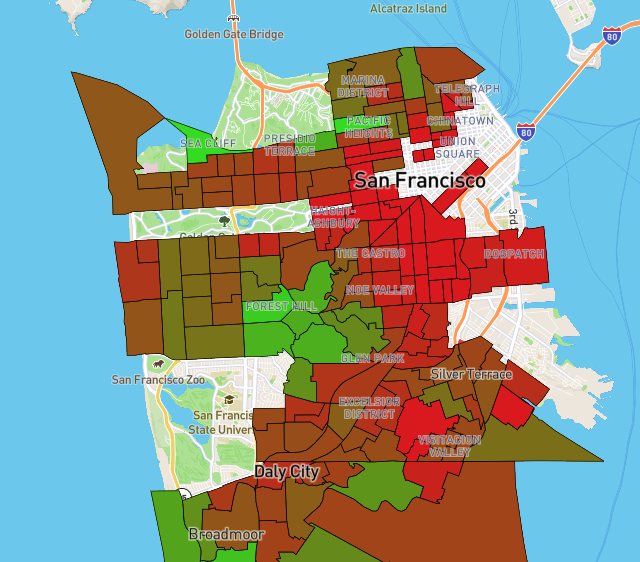 Alcatraz Island
Golden Gate Bridge
80
MARINA
DISTRICT
TELEGRAPH
HILL
PACIFIC
HEIGHTS
CHINATOWN
80
SEA CLIFF
PRESIDIO
TERRACE
UNION
SQUARE
San Francisco
HAIGHT-
ASHBURY
3rd
THE CASTRO
DOGPATCH
NOE VALLEY
FOREST HILL
GLEN PARK
San Francisco Zoo
Silver Terrace
San Francis
State Univer
EXCELSIOR
DISTRICT
VISITACION
VALLEY
Daly City
Broadmoor